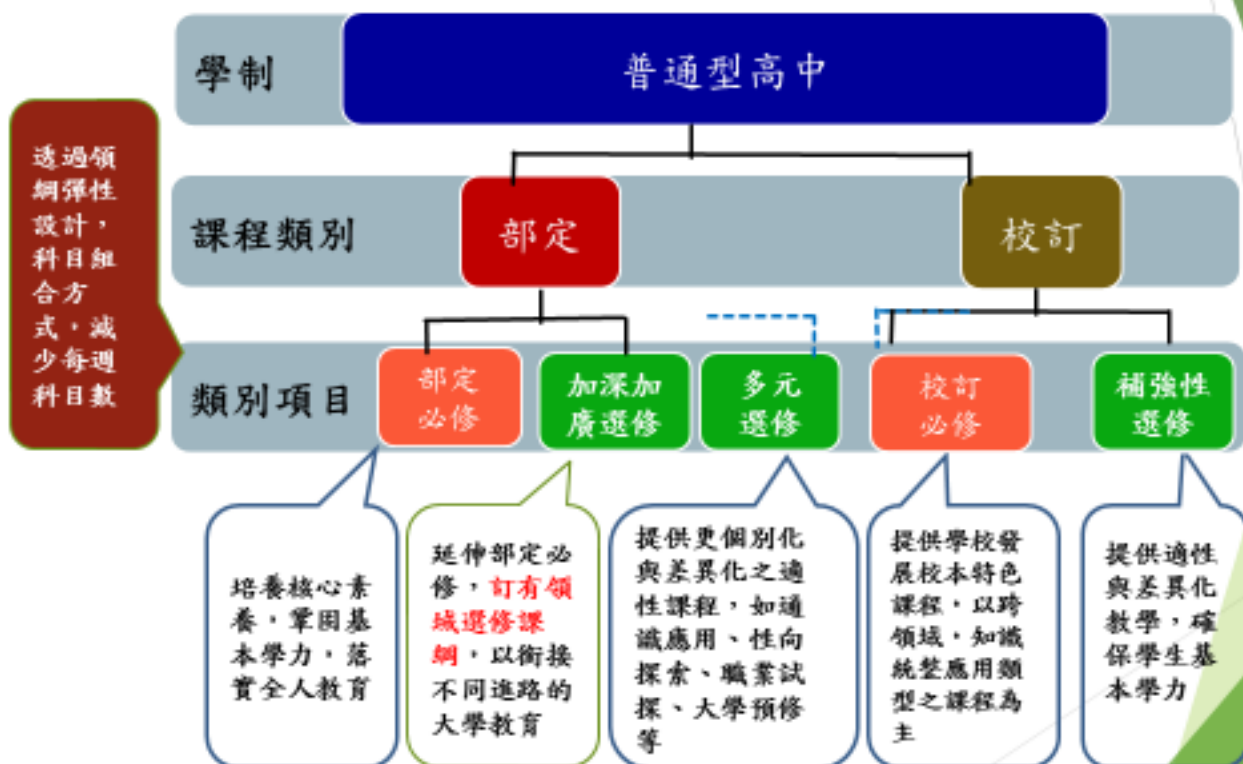 學制
普通型高中
透過領
綱彈性
設計，
科目組
合方
式，減
少每週
科目數
課程類別
部定
校訂
類別項目
部定
必修
加深加
廣選修
多元
選修
校訂
必修
補強性
選修
培養核心素
養，鞏固基
本學力，落
實全人教育
延伸部定必
修，訂有領
域選修課
綱，以銜接
不同進路的
大學教育
提供更個別化
與差異化之適
性課程，如通
識應用、性向
探索、職業試
探、大學預修
等
提供學校發
展校本特色
課程，以跨
領域，知識
統整應用類
型之課程為
主
提供適性
與差異化
教學，確
保學生基
本學力